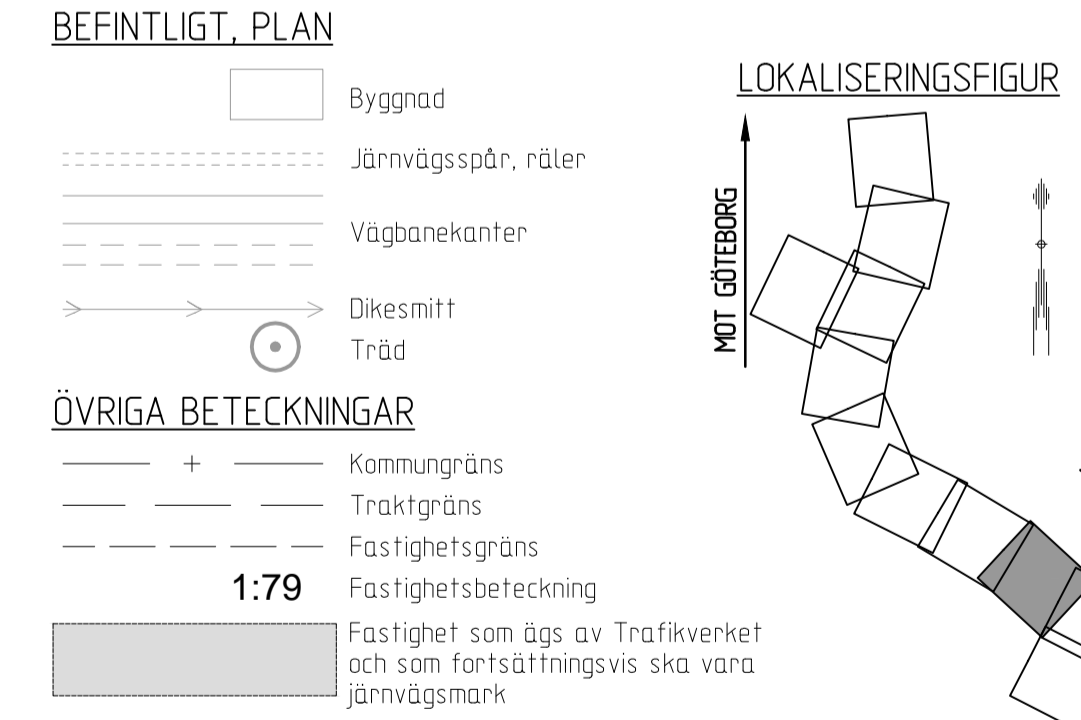 BEFINTLIGT, PLAN
Byggnad
Järnvägsspår, räler
Vägbanekanter
Dikesmitt
Träd
ÖVRIGA BETECKNINGAR
Kommungräns
Traktgräns
Fastighetsgräns
1:79 Fastighetsbeteckning
Fastighet som ägs av Trafikverket
och som fortsättningsvis ska vara
järnvägsmark
LOKALISERINGSFIGUR
MOT GÖTEBORG